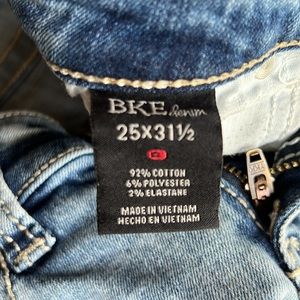 BKE denim
25X31½
92% COTTON
6% POLYESTER
2% ELASTANE
MADE IN VIETNAM
HECHO EN VIETNAM